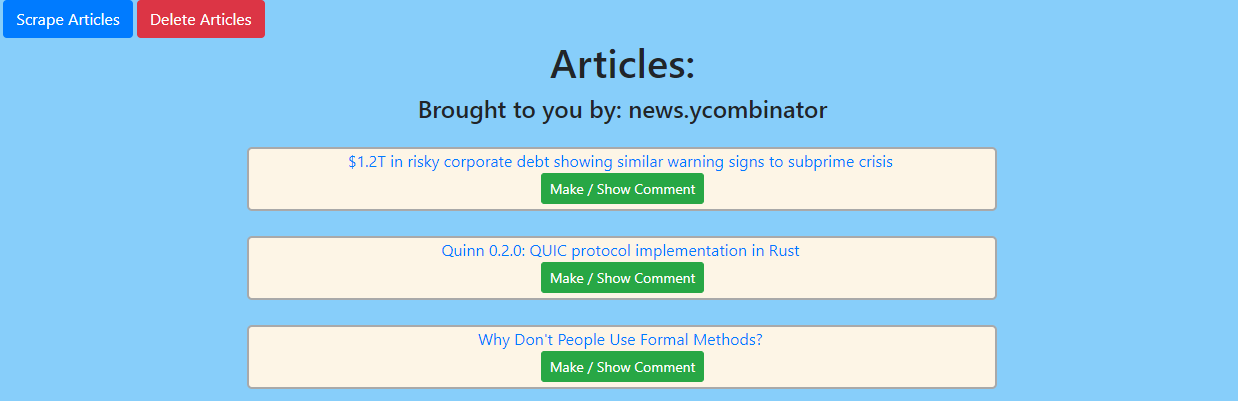 Scrape Articles Delete Articles
Articles:
Brought to you by: news.ycombinator
$1.2T in risky corporate debt showing similar warning signs to subprime crisis
Make / Show Comment
Quinn 0.2.0: QUIC protocol implementation in Rust
Make / Show Comment
Why Don't People Use Formal Methods?
Make / Show Comment